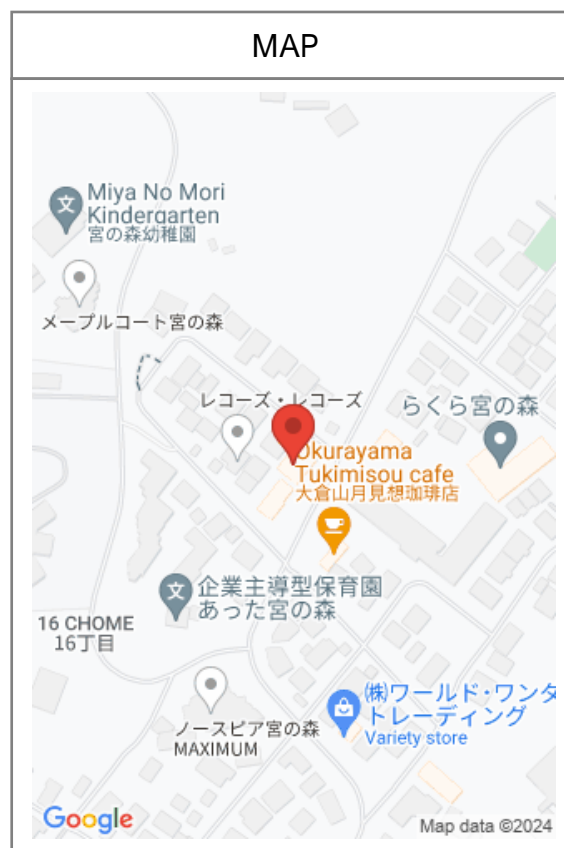 MAP
Miya No Mori
Kindergarten
宮の森幼稚園
メープルコート宮の森
レコーズ・レコーズ
らくら宮の森
Okurayama
Tukimisou cafe
大倉山月見想珈琲店
企業主導型保育園
あった宮の森
16 CHOME
16丁目
ノースピア宮の森
MAXIMUM
㈱ワールド・ワンタ
トレーディング
Variety store
Google
Map data ©2024